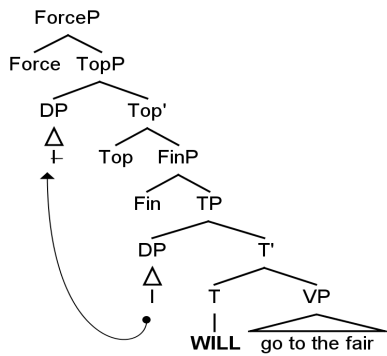 ForceP
Force TopP
DP Top'
I Top FinP
Fin TP
DP T'
I T VP
WILL go to the fair